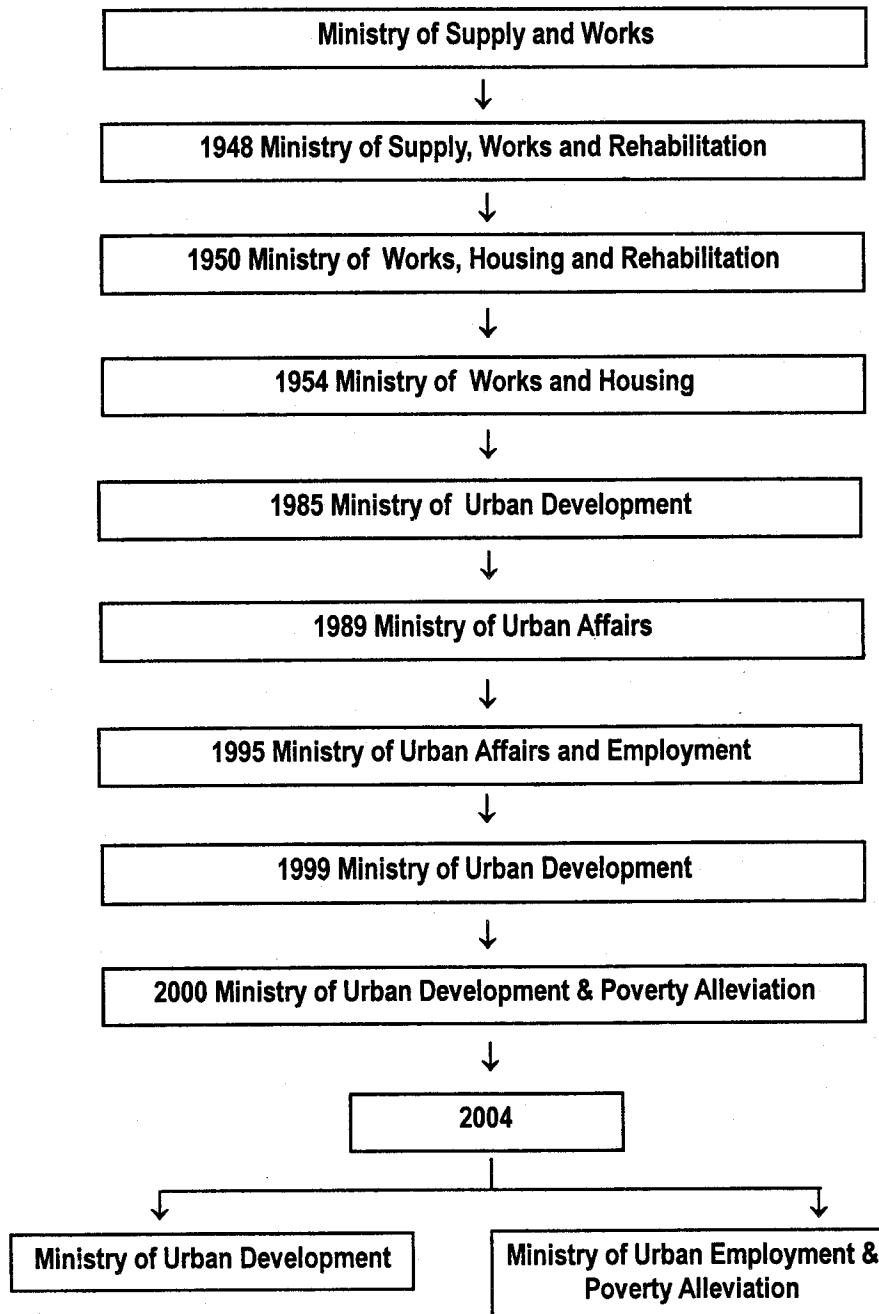 Ministry of Supply and Works
1948 Ministry of Supply, Works and Rehabilitation
1950 Ministry of Works, Housing and Rehabilitation
1954 Ministry of Works and Housing
1985 Ministry of Urban Development
1989 Ministry of Urban Affairs
1995 Ministry of Urban Affairs and Employment
1999 Ministry of Urban Development
2000 Ministry of Urban Development & Poverty Alleviation
2004
Ministry of Urban Development
Ministry of Urban Employment &
Poverty Alleviation